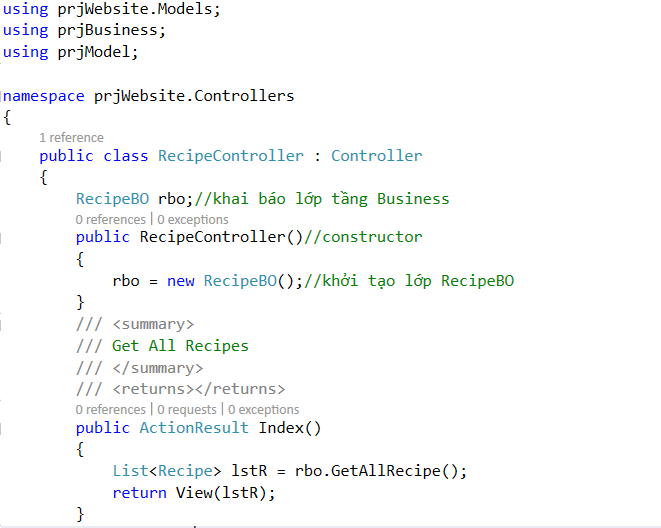 using prjWebsite.Models;
using prjBusiness;
using prjModel;
namespace prjWebsite.Controllers
{
1 reference
public class RecipeController : Controller
{
RecipeBO rbo;//khai báo lớp tầng Business
0 references | 0 exceptions
public RecipeController()//constructor
{
rbo = new RecipeBO();//khởi tạo lớp RecipeBO
}
/// <summary>
/// Get All Recipes
/// </summary>
/// <returns></returns>
0 references | 0 requests | 0 exceptions
public ActionResult Index()
{
List<Recipe> lstR = rbo.GetAllRecipe();
return View(lstR);
}